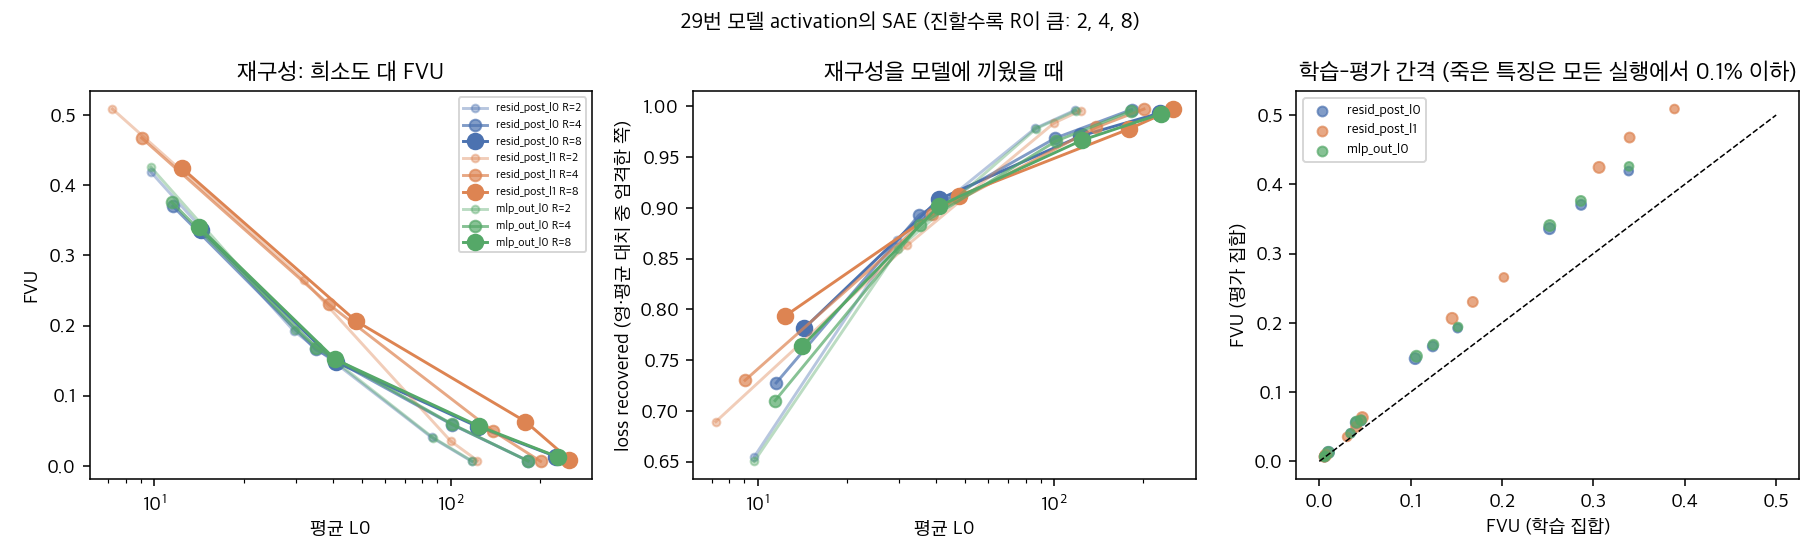 29번 모델 activation의 SAE (진할수록 R이 큼: 2, 4, 8)
재구성: 희소도 대 FVU
FVU
0.5
0.4
0.3
0.2
0.1
0.0
10¹
10²
평균 L0
resid_post_l0 R=2
resid_post_l0 R=4
resid_post_l0 R=8
resid_post_l1 R=2
resid_post_l1 R=4
resid_post_l1 R=8
mlp_out_l0 R=2
mlp_out_l0 R=4
mlp_out_l0 R=8
재구성을 모델에 끼웠을 때
loss recovered (영·평균 대치 중 엄격한 쪽)
1.00
0.95
0.90
0.85
0.80
0.75
0.70
0.65
10¹
10²
평균 L0
학습-평가 간격 (죽은 특징은 모든 실행에서 0.1% 이하)
FVU (평가 집합)
0.5
0.4
0.3
0.2
0.1
0.0
0.0
0.1
0.2
0.3
0.4
0.5
FVU (학습 집합)
resid_post_l0
resid_post_l1
mlp_out_l0